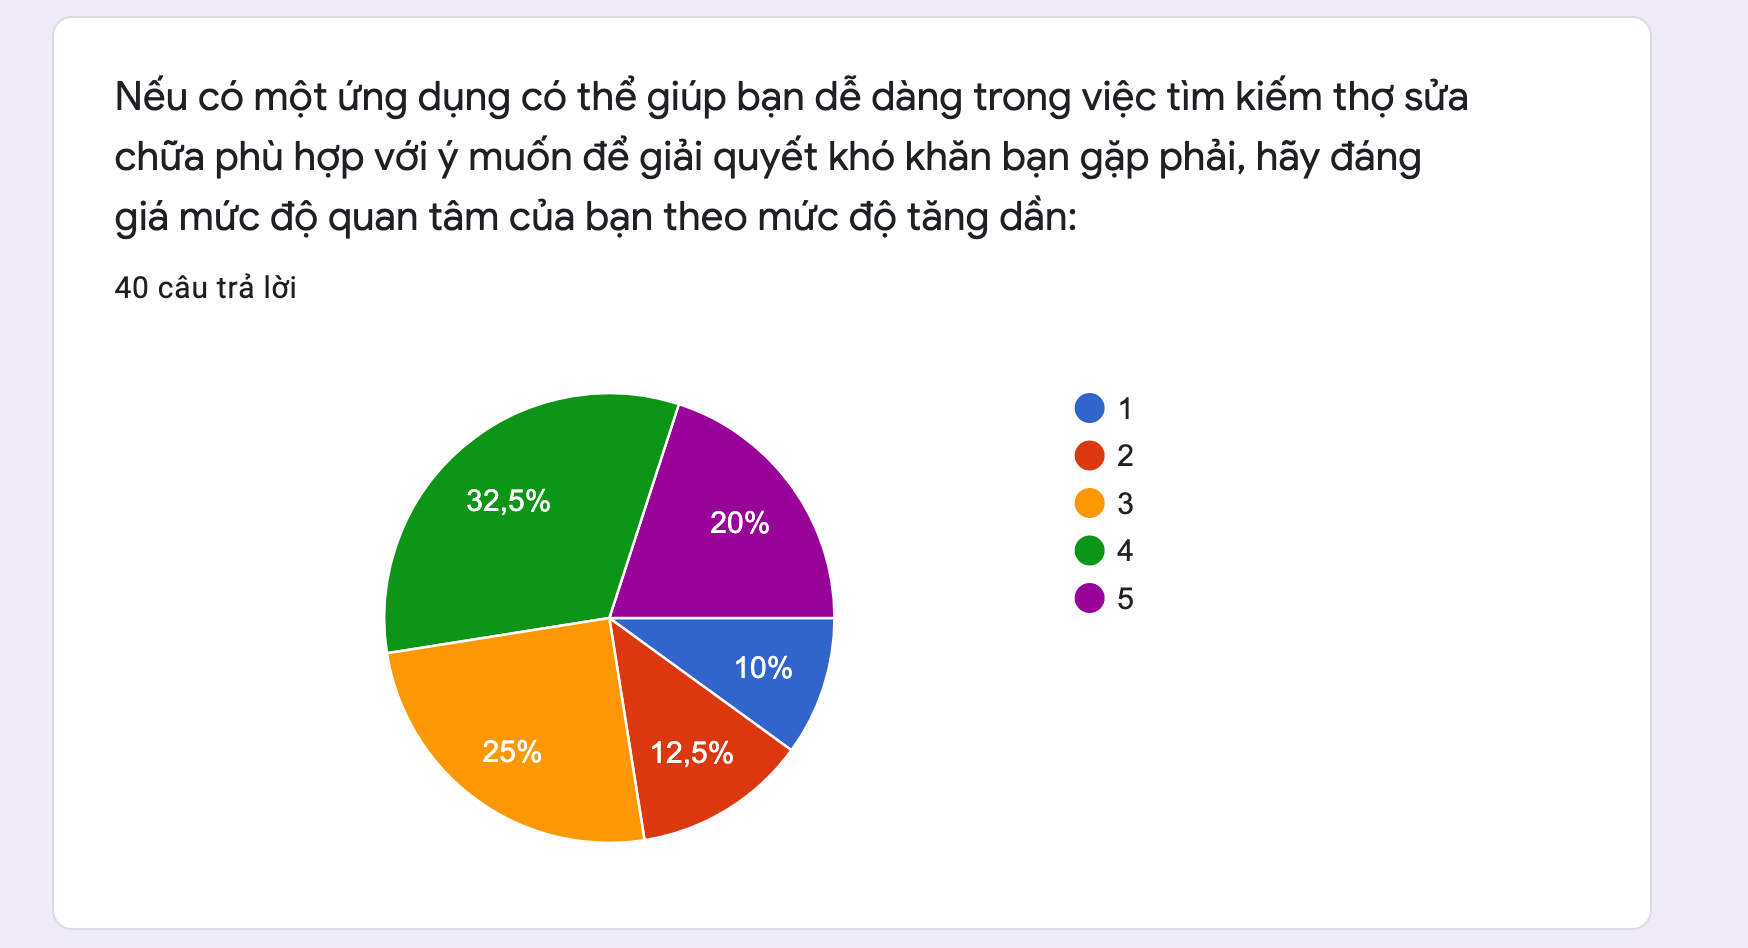 Nếu có một ứng dụng có thể giúp bạn dễ dàng trong việc tìm kiếm thợ sửa
chữa phù hợp với ý muốn để giải quyết khó khăn bạn gặp phải, hãy đáng
giá mức độ quan tâm của bạn theo mức độ tăng dần:
40 câu trả lời
32,5%
20%
10%
12,5%
25%
1
2
3
4
5